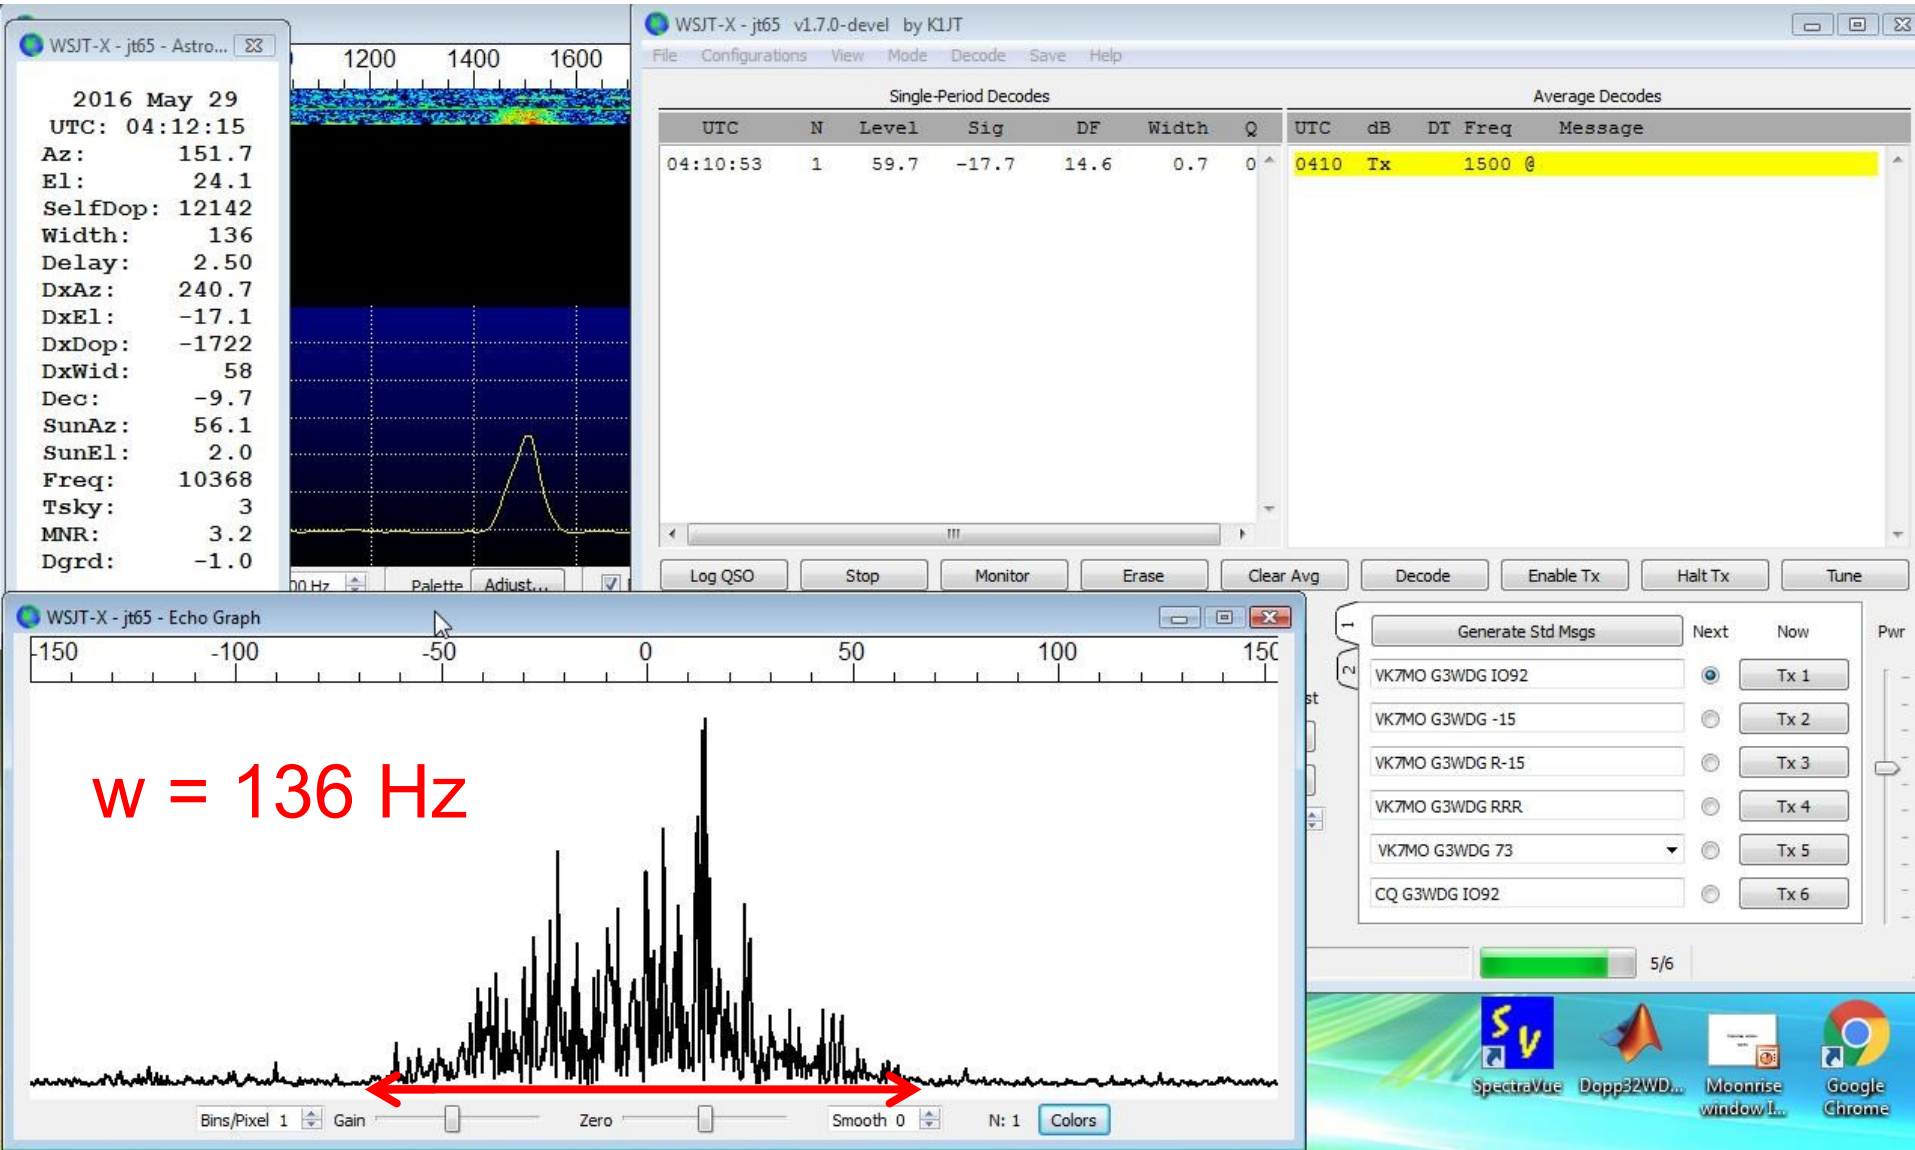 WSJT-X - jt65 - Astro...
2016 May 29
UTC: 04:12:15
Az: 151.7
El: 24.1
SelfDop: 12142
Width: 136
Delay: 2.50
DxAz: 240.7
DxEl: -17.1
DxDop: -1722
DxWid: 58
Dec: -9.7
SunAz: 56.1
SunEl: 2.0
Freq: 10368
Tsky: 3
MNR: 3.2
Dgrd: -1.0
1200 1400 1600
00 Hz Palette Adjust...
WSJT-X - jt65 v1.7.0-devel by K1JT
File Configurations View Mode Decode Save Help
Single-Period Decodes Average Decodes
UTC N Level Sig DF Width Q
04:10:53 1 59.7 -17.7 14.6 0.7 0
UTC dB DT Freq Message
0410 Tx 1500 @
Log QSO Stop Monitor Erase Clear Avg Decode Enable Tx Halt Tx Tune
WSJT-X - jt65 - Echo Graph
-150 -100 -50 0 50 100 150
w = 136 Hz
Bins/Pixel 1 Gain Zero Smooth 0 N: 1 Colors
st
1
2
Generate Std Msgs Next Now Pwr
VK7MO G3WDG IO92 Tx 1
VK7MO G3WDG -15 Tx 2
VK7MO G3WDG R-15 Tx 3
VK7MO G3WDG RRR Tx 4
VK7MO G3WDG 73 Tx 5
CQ G3WDG IO92 Tx 6
5/6
SV
SpectraVue Dopp32WD... Moonrise window I... Google Chrome